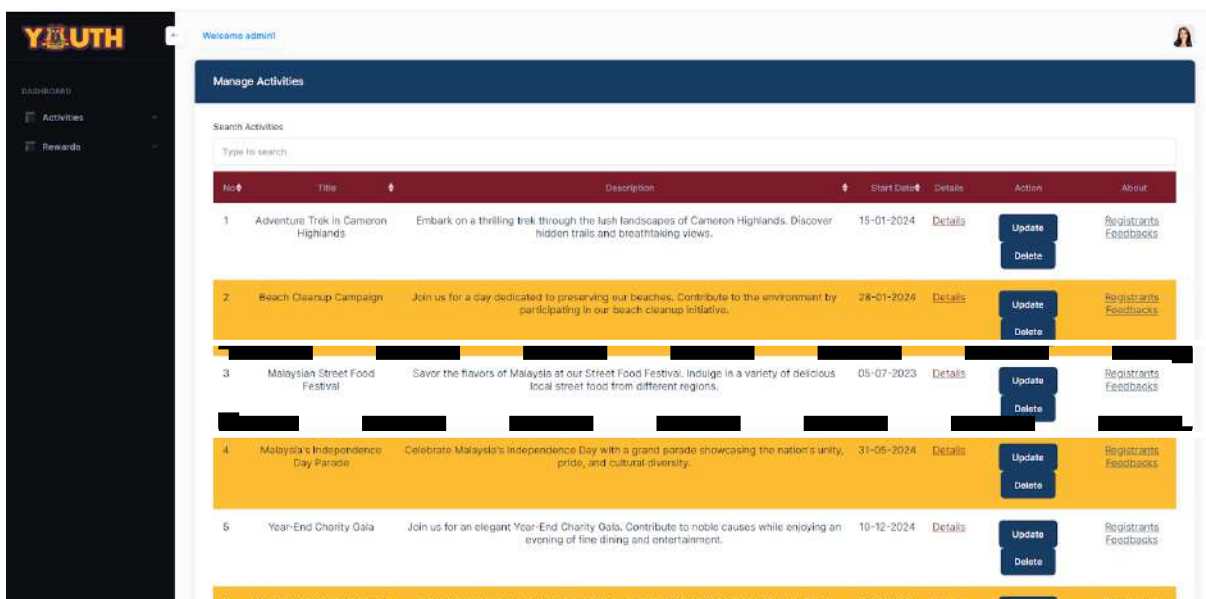 YOUTH
Welcome admin!
Manage Activities
DASHBOARD
Activities
Rewards
Search Activities
Type to search
No Title Description Start Date Details Action About
1 Adventure Trek in Cameron Highlands Embark on a thrilling trek through the lush landscapes of Cameron Highlands. Discover hidden trails and breathtaking views. 15-01-2024 Details Update Delete Registrants Feedbacks
2 Beach Cleanup Campaign Join us for a day dedicated to preserving our beaches. Contribute to the environment by participating in our beach cleanup initiative. 28-01-2024 Details Update Delete Registrants Feedbacks
3 Malaysian Street Food Festival Savor the flavors of Malaysia at our Street Food Festival. Indulge in a variety of delicious local street food from different regions. 05-07-2023 Details Update Delete Registrants Feedbacks
4 Malaysia's Independence Day Parade Celebrate Malaysia's Independence Day with a grand parade showcasing the nation's unity, pride, and cultural diversity. 31-05-2024 Details Update Delete Registrants Feedbacks
5 Year-End Charity Gala Join us for an elegant Year-End Charity Gala. Contribute to noble causes while enjoying an evening of fine dining and entertainment. 10-12-2024 Details Update Delete Registrants Feedbacks